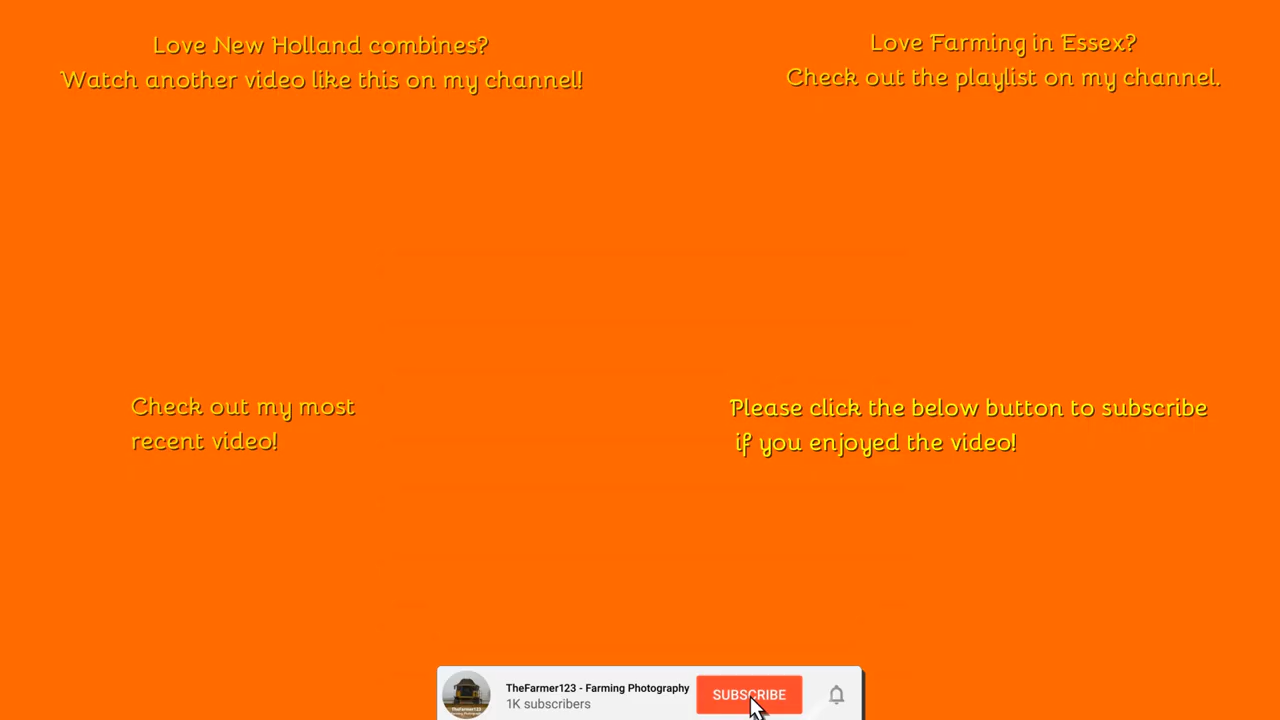 Love New Holland combines?
Watch another video like this on my channel!
Love Farming in Essex?
Check out the playlist on my channel.
Check out my most
recent video!
Please click the below button to subscribe
if you enjoyed the video!
TheFarmer123 - Farming Photography
1K subscribers
SUBSCRIBE
TheFarmer123